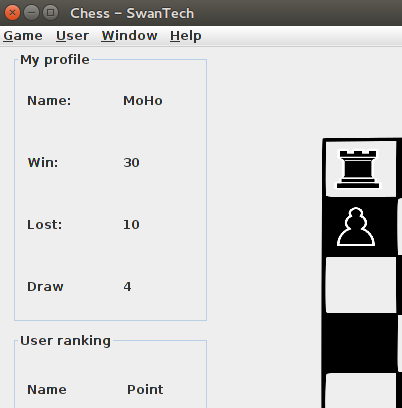 Chess – SwanTech
Game User Window Help
My profile
Name: MoHo
Win: 30
Lost: 10
Draw 4
User ranking
Name Point